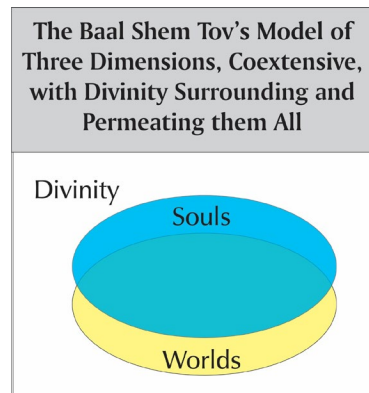 The Baal Shem Tov’s Model of
Three Dimensions, Coextensive,
with Divinity Surrounding and
Permeating them All
Divinity
Souls
Worlds